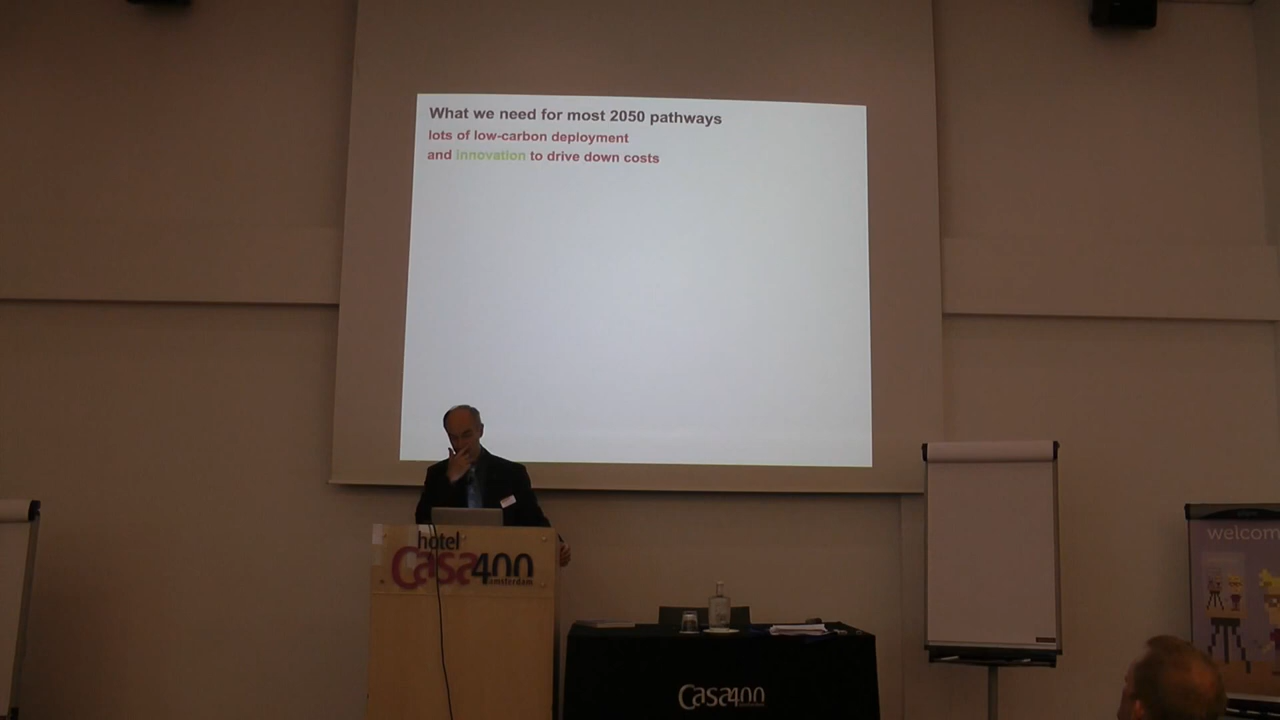 What we need for most 2050 pathways
lots of low-carbon deployment
and innovation to drive down costs
hotel
Casa400
amsterdam
welcom
Casa400